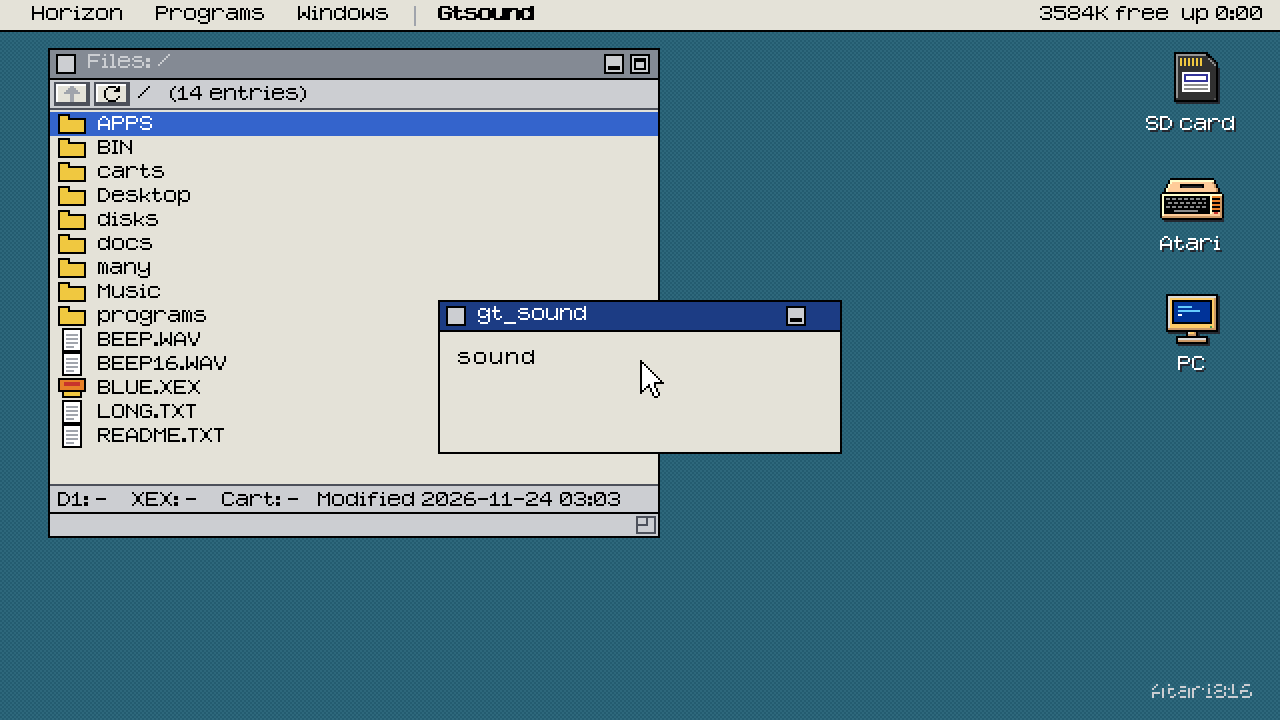 Horizon Programs Windows | Gtsound 3584K free up 0:00
Files: /
/ (14 entries)
APPS
BIN
carts
Desktop
disks
docs
many
Music
programs
BEEP.WAV
BEEP16.WAV
BLUE.XEX
LONG.TXT
README.TXT
D1: - XEX: - Cart: - Modified 2026-11-24 03:03
gt_sound
sound
SD card
Atari
PC
Atari816